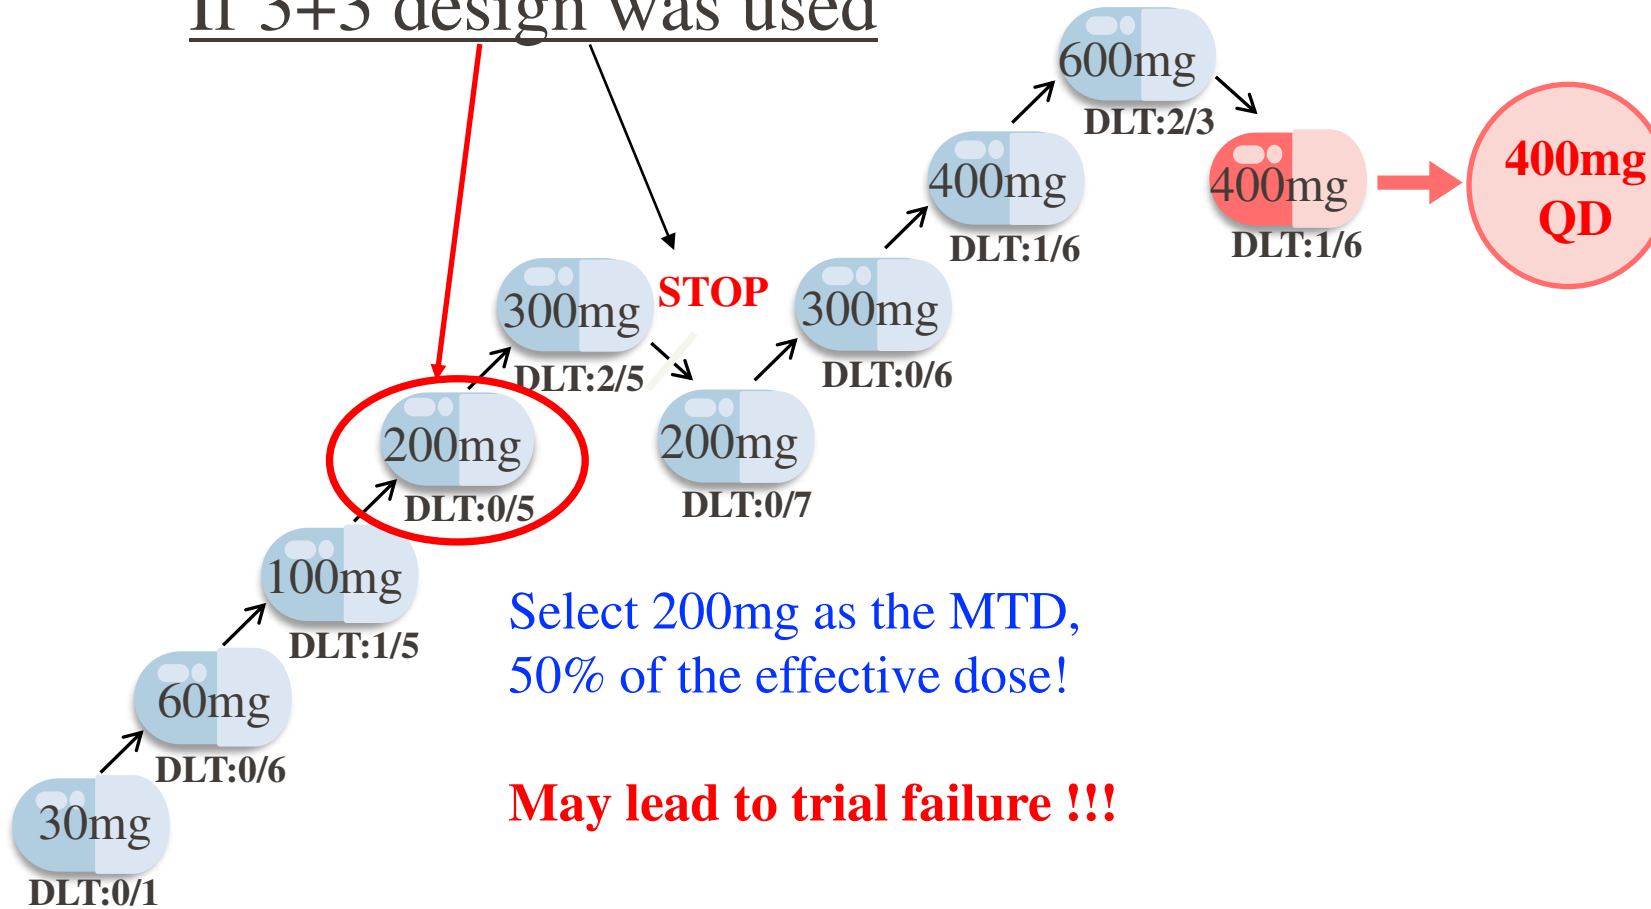 If 3+3 design was used
600mg
DLT:2/3
400mg
DLT:1/6
400mg
DLT:1/6
400mg
QD
300mg
DLT:2/5
STOP
300mg
DLT:0/6
200mg
DLT:0/5
200mg
DLT:0/7
100mg
DLT:1/5
60mg
DLT:0/6
30mg
DLT:0/1
Select 200mg as the MTD,
50% of the effective dose!
May lead to trial failure !!!